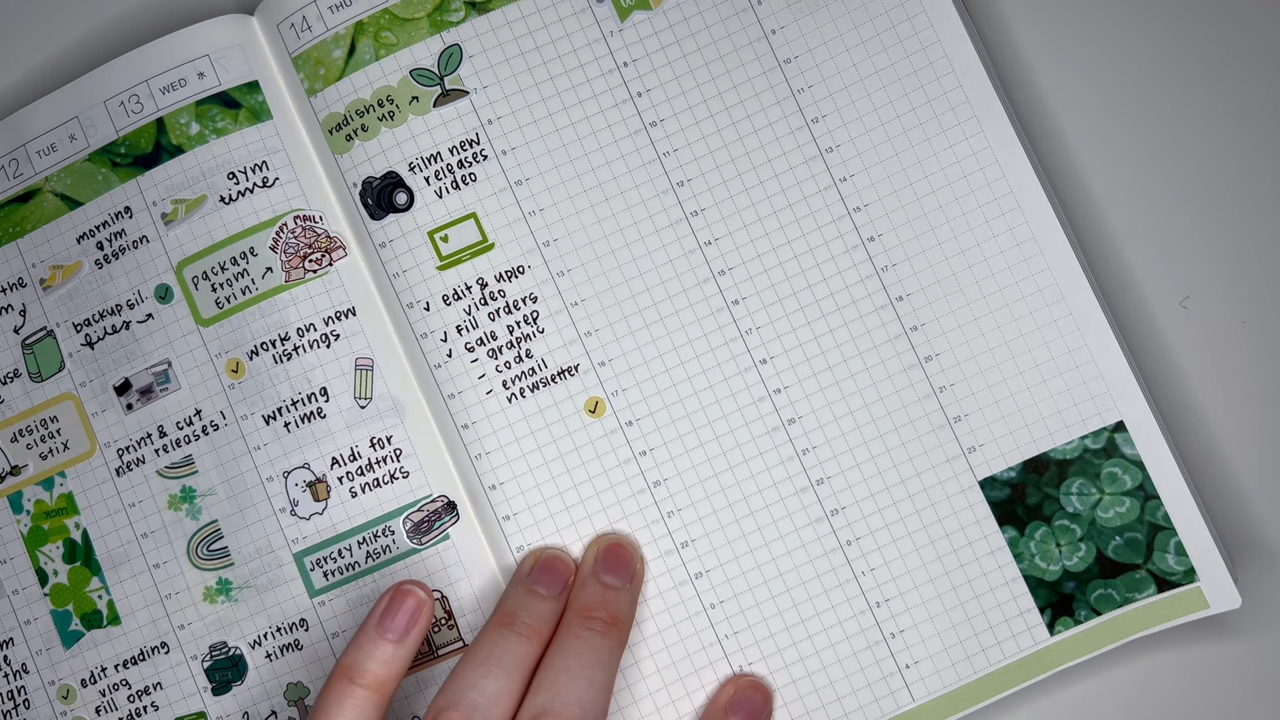 12 TUE
13 WED
14 THU
the
use
design
clear
stix
morning
gym
session
backup sil.
files
print & cut
new releases!
LUCK
edit reading
vlog
fill open
orders
gym
time
HAPPY MAIL!
package
from
Erin!
work on new
listings
writing
time
Aldi for
roadtrip
snacks
Jersey Mike's
from Ash!
writing
time
radishes
are up!
film new
releases
video
✓ edit & uplo.
video
✓ fill orders
✓ sale prep
- graphic
- code
- email
- newsletter